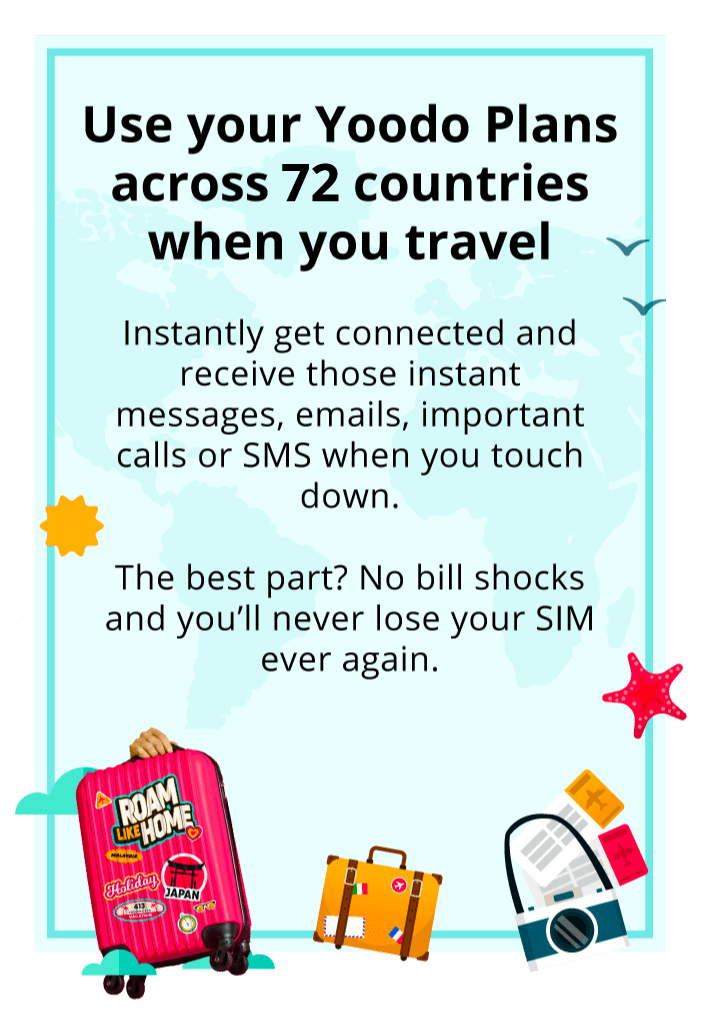 Use your Yoodo Plans
across 72 countries
when you travel
Instantly get connected and
receive those instant
messages, emails, important
calls or SMS when you touch
down.
The best part? No bill shocks
and you’ll never lose your SIM
ever again.
ROAM
LIKE HOME
MALAYSIA
Holiday
JAPAN
413
VACATION